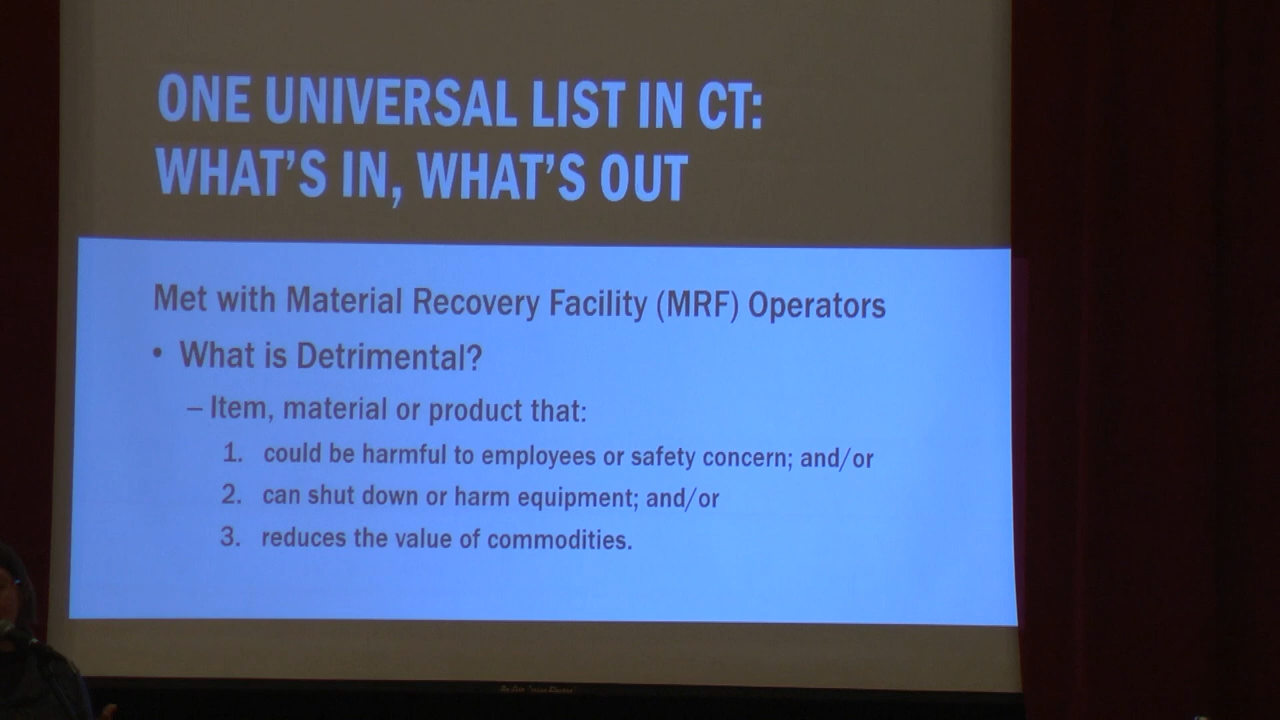 ONE UNIVERSAL LIST IN CT:
WHAT'S IN, WHAT'S OUT
Met with Material Recovery Facility (MRF) Operators
• What is Detrimental?
– Item, material or product that:
1. could be harmful to employees or safety concern; and/or
2. can shut down or harm equipment; and/or
3. reduces the value of commodities.